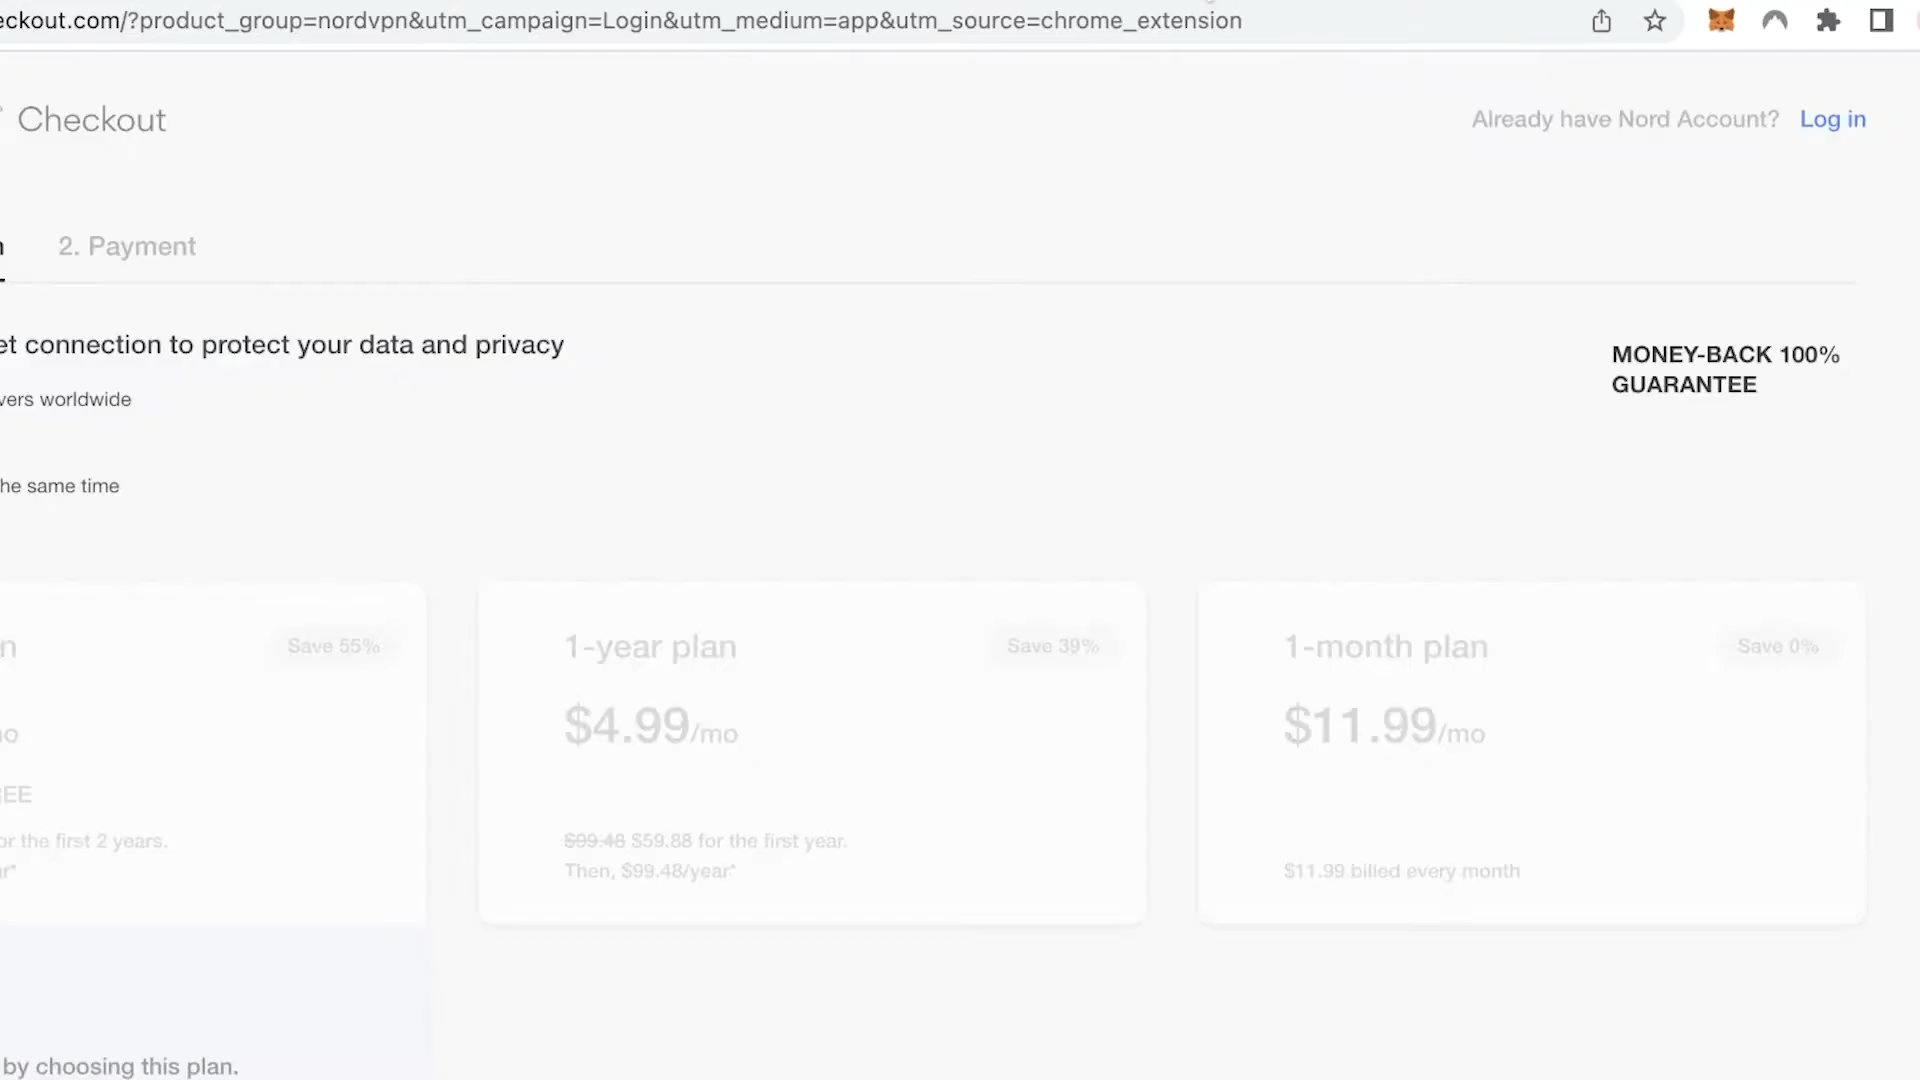 eckout.com/?product_group=nordvpn&utm_campaign=Login&utm_medium=app&utm_source=chrome_extension
Checkout
Already have Nord Account? Log in
2. Payment
et connection to protect your data and privacy
MONEY-BACK 100%
GUARANTEE
vers worldwide
he same time
n
Save 55%
1-year plan
Save 39%
1-month plan
Save 0%
$4.99/mo
$11.99/mo
EE
or the first 2 years.
$99.48 $59.88 for the first year.
Then, $99.48/year*
$11.99 billed every month
by choosing this plan.